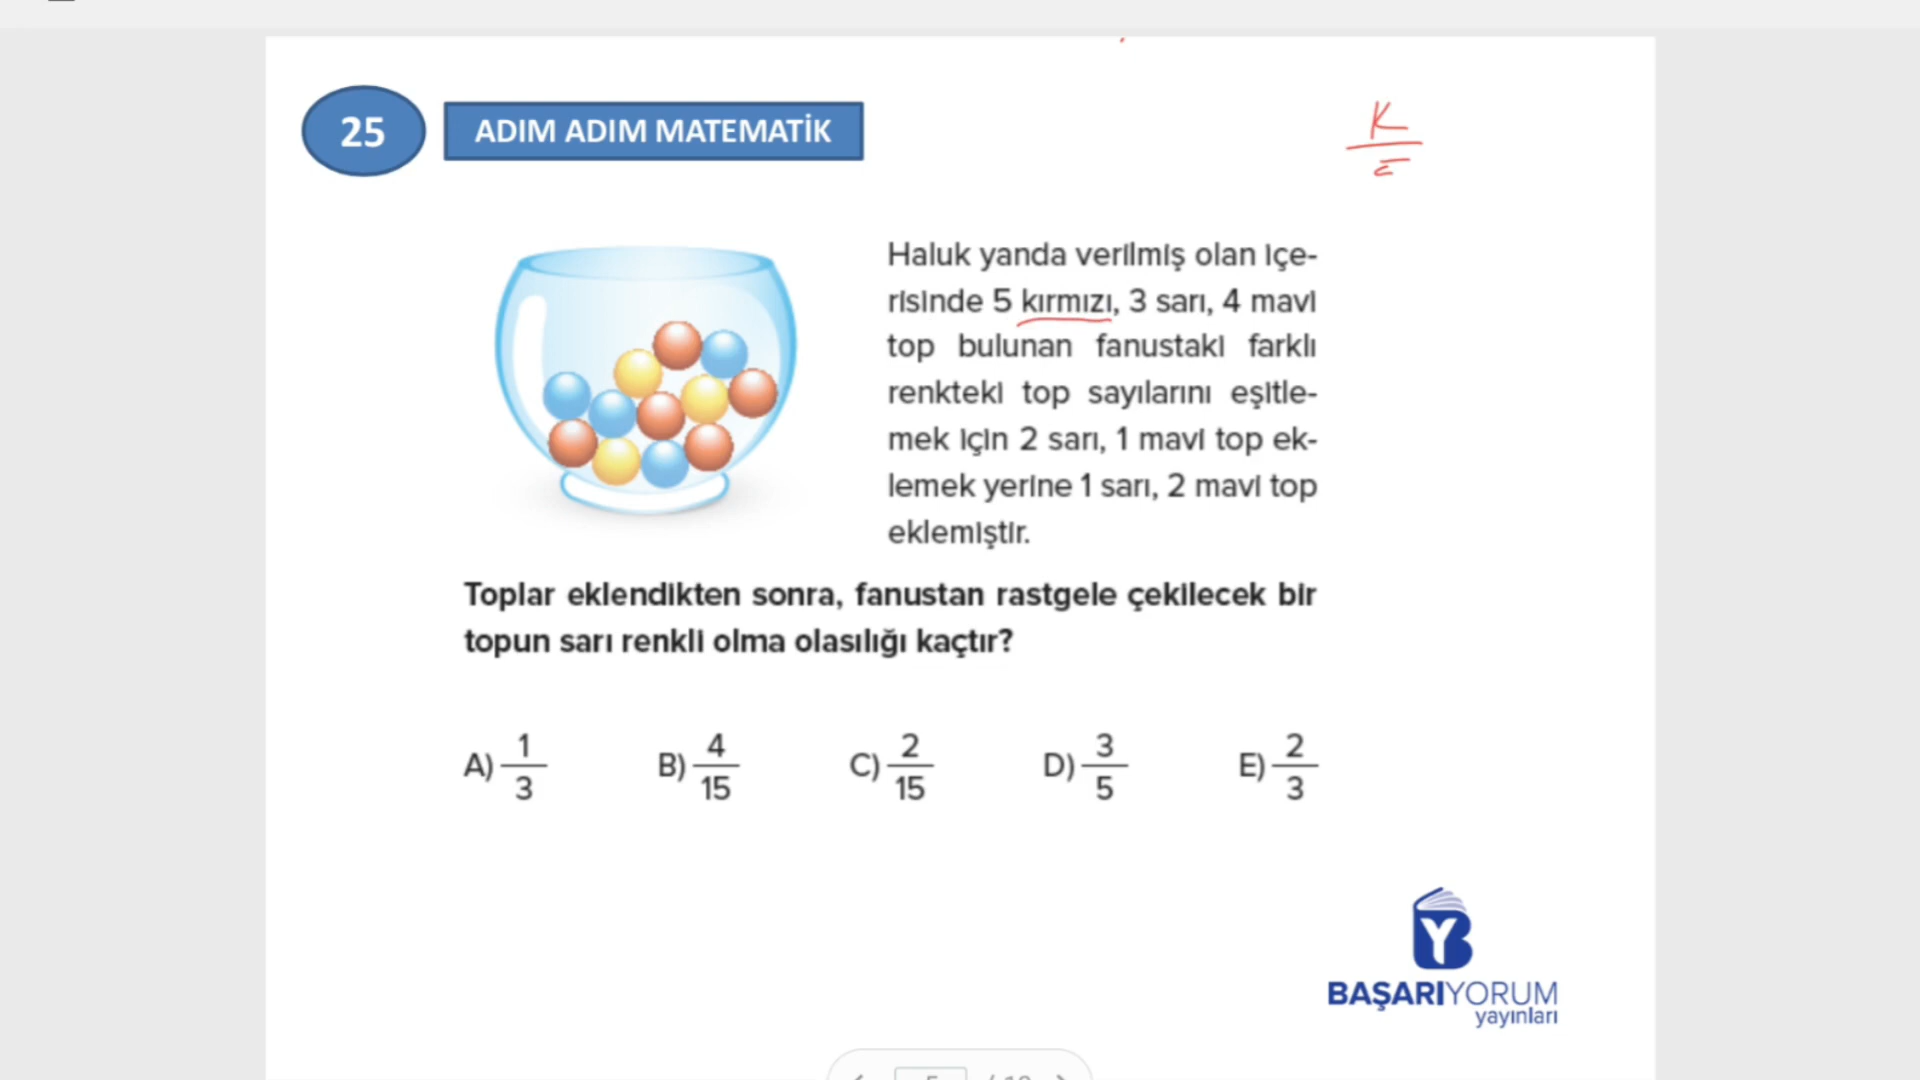 25
ADIM ADIM MATEMATİK
K
Haluk yanda verilmiş olan içe-
risinde 5 kırmızı, 3 sarı, 4 mavi
top bulunan fanustaki farklı
renkteki top sayılarını eşitle-
mek için 2 sarı, 1 mavi top ek-
lemek yerine 1 sarı, 2 mavi top
eklemiştir.
Toplar eklendikten sonra, fanustan rastgele çekilecek bir
topun sarı renkli olma olasılığı kaçtır?
A) 1/3 B) 4/15 C) 2/15 D) 3/5 E) 2/3
BAŞARIYORUM
yayınları